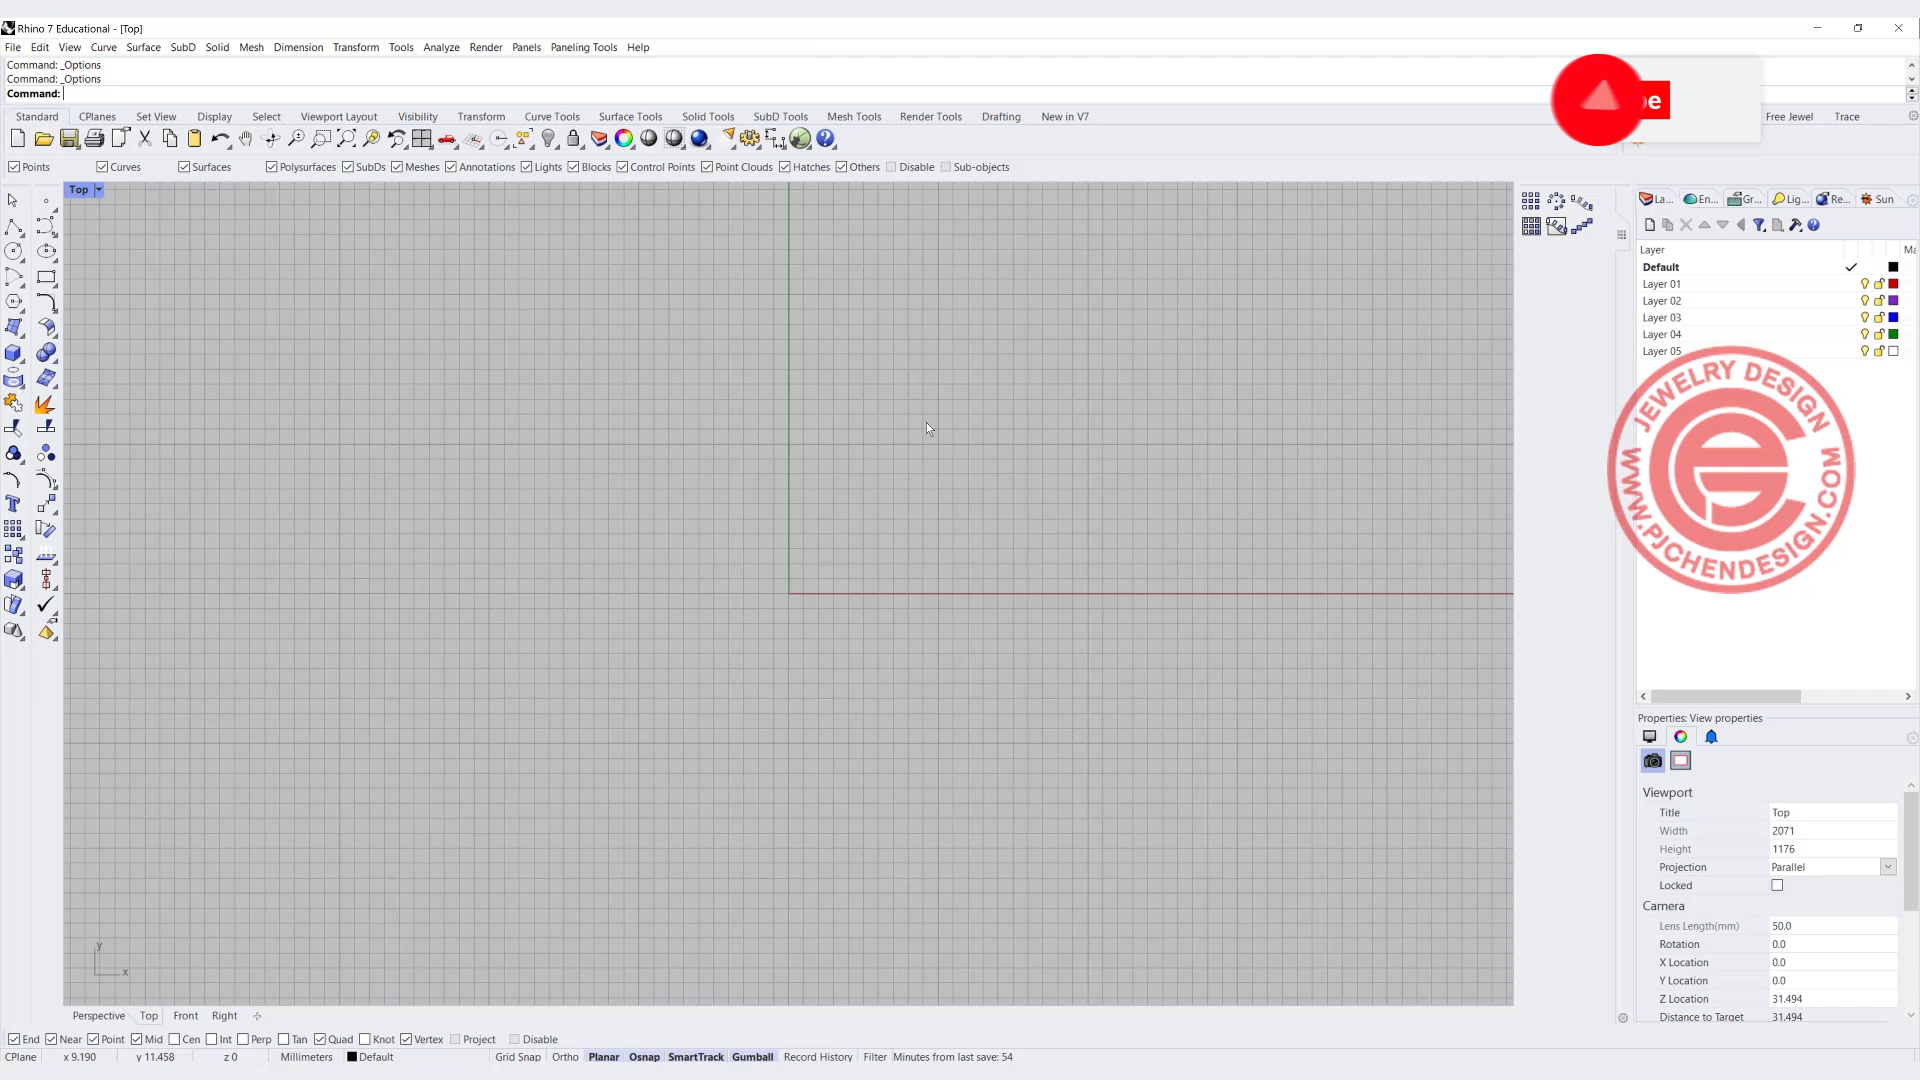 Rhino 7 Educational - [Top]
File Edit View Curve Surface SubD Solid Mesh Dimension Transform Tools Analyze Render Panels Paneling Tools Help
Command: _Options
Command: _Options
Command:
be
Standard CPlanes Set View Display Select Viewport Layout Visibility Transform Curve Tools Surface Tools Solid Tools SubD Tools Mesh Tools Render Tools Drafting New in V7 Free Jewel Trace
Points Curves Surfaces Polysurfaces SubDs Meshes Annotations Lights Blocks Control Points Point Clouds Hatches Others Disable Sub-objects
Top
La... En... Gr... Lig... Re... Sun
Layer Ma
Default
Layer 01
Layer 02
Layer 03
Layer 04
Layer 05
JEWELRY DESIGN
WWW.PJCHENDESIGN.COM
Properties: View properties
Viewport
Title Top
Width 2071
Height 1176
Projection Parallel
Locked
Camera
Lens Length(mm) 50.0
Rotation 0.0
X Location 0.0
Y Location 0.0
Z Location 31.494
Distance to Target 31.494
y
x
Perspective Top Front Right
End Near Point Mid Cen Int Perp Tan Quad Knot Vertex Project Disable
CPlane x 9.190 y 11.458 z 0 Millimeters Default Grid Snap Ortho Planar Osnap SmartTrack Gumball Record History Filter Minutes from last save: 54